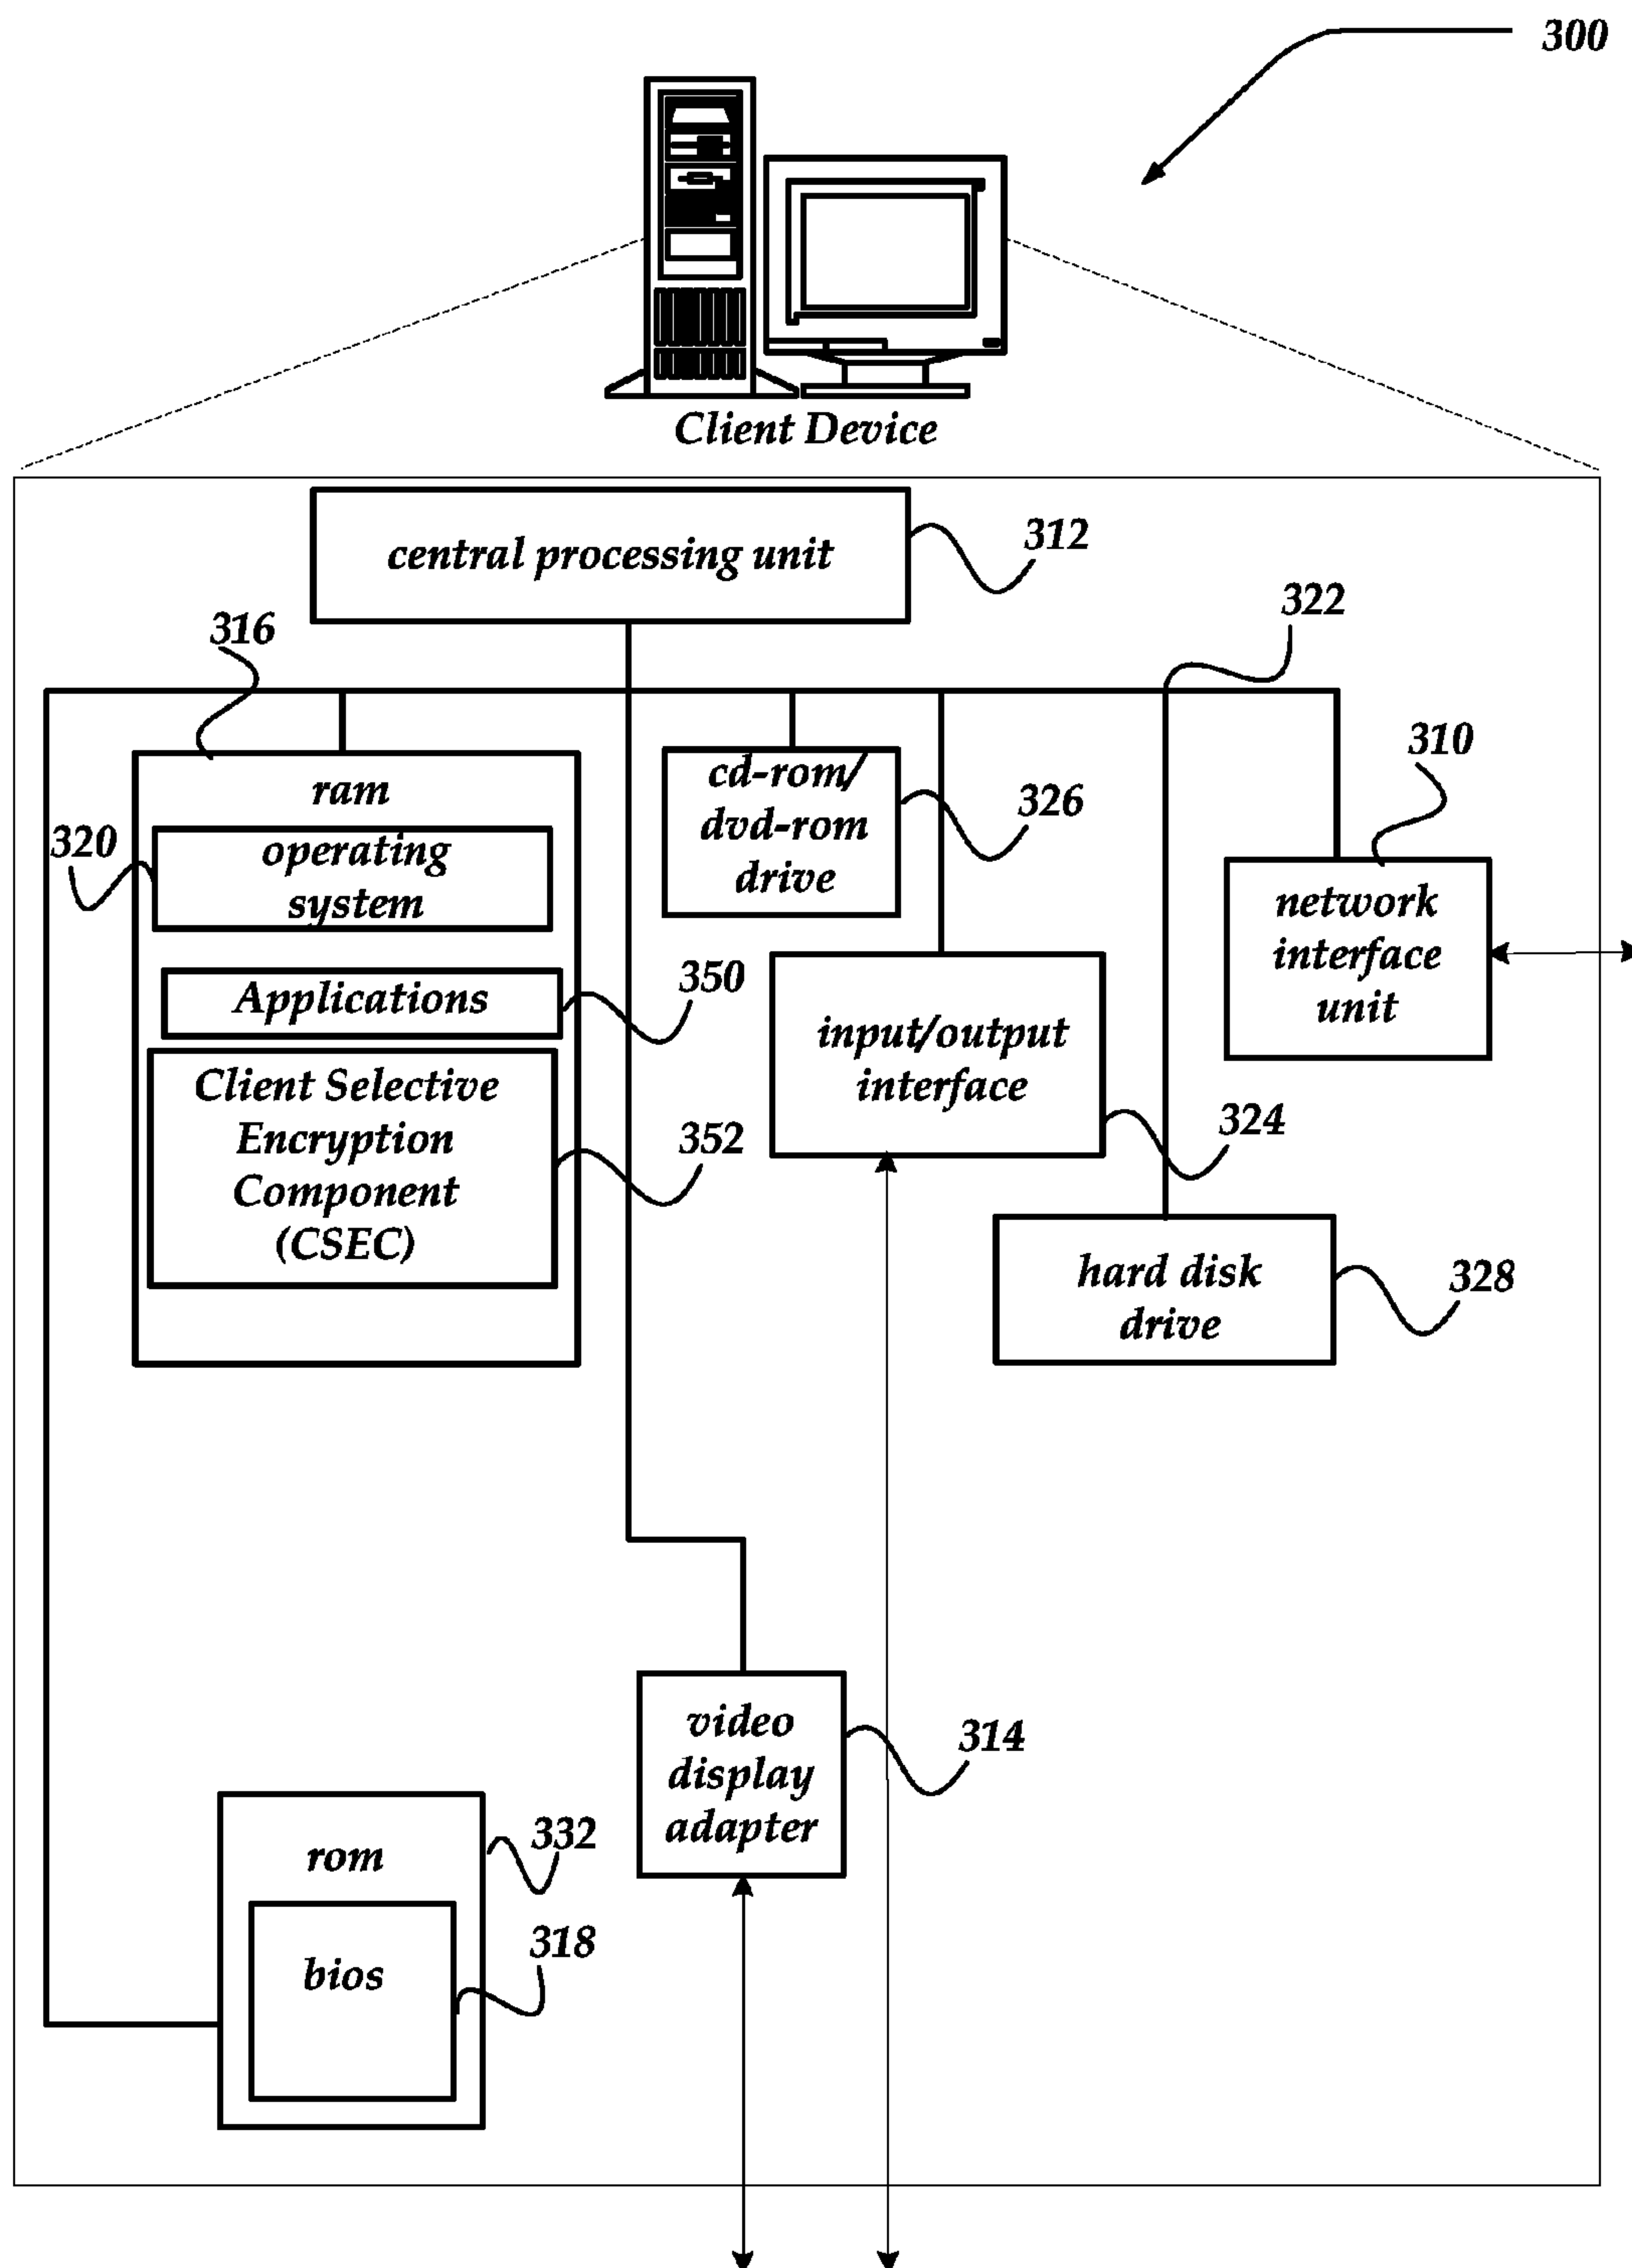 300
Client Device
central processing unit
312
322
316
310
ram
cd-rom/
dvd-rom
drive
326
320
operating
system
network
interface
unit
350
Applications
input/output
interface
Client Selective
Encryption
Component
(CSEC)
352
324
hard disk
drive
328
video
display
adapter
314
rom
332
bios
318